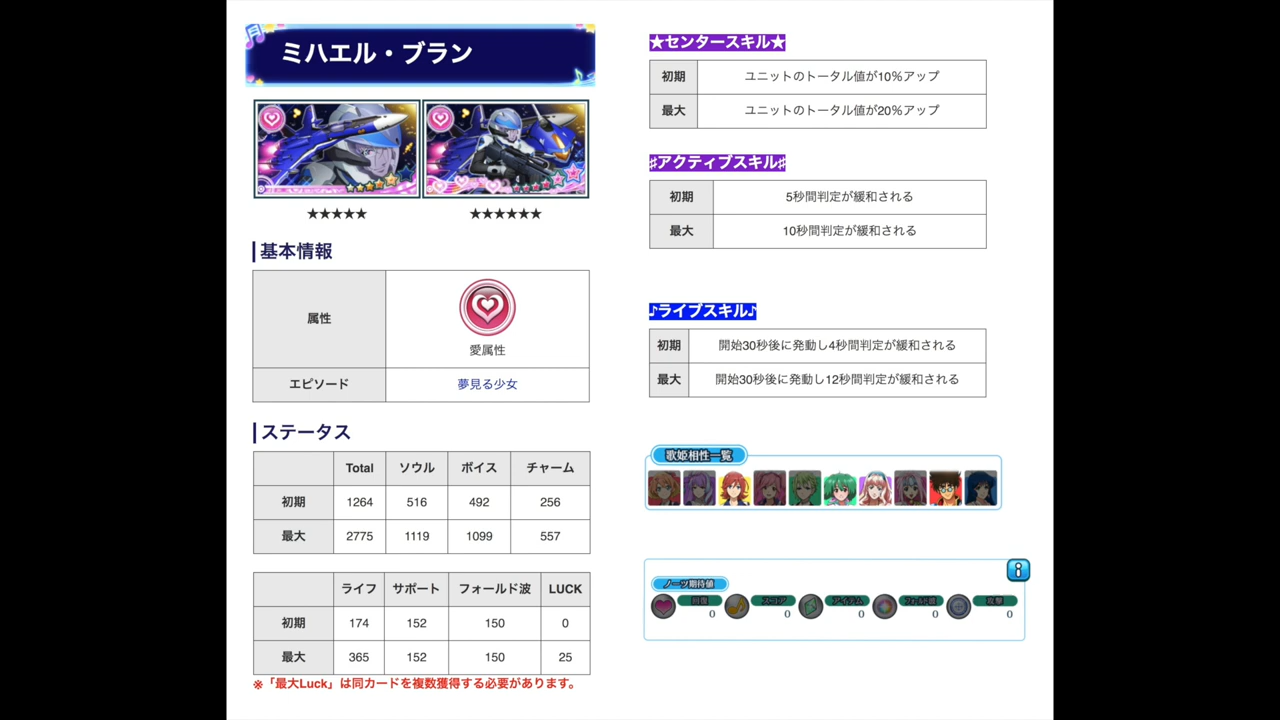 ミハエル・ブラン
★★★★★
★★★★★★
基本情報
属性
愛属性
エピソード
夢見る少女
ステータス
Total ソウル ボイス チャーム
初期 1264 516 492 256
最大 2775 1119 1099 557
ライフ サポート フォールド波 LUCK
初期 174 152 150 0
最大 365 152 150 25
※「最大Luck」は同カードを複数獲得する必要があります。
★センタースキル★
初期 ユニットのトータル値が10%アップ
最大 ユニットのトータル値が20%アップ
♯アクティブスキル♯
初期 5秒間判定が緩和される
最大 10秒間判定が緩和される
♪ライブスキル♪
初期 開始30秒後に発動し4秒間判定が緩和される
最大 開始30秒後に発動し12秒間判定が緩和される
歌姫相性一覧
ノーツ期待値
回復 スコア アイテム フォールド波 攻撃
0 0 0 0 0